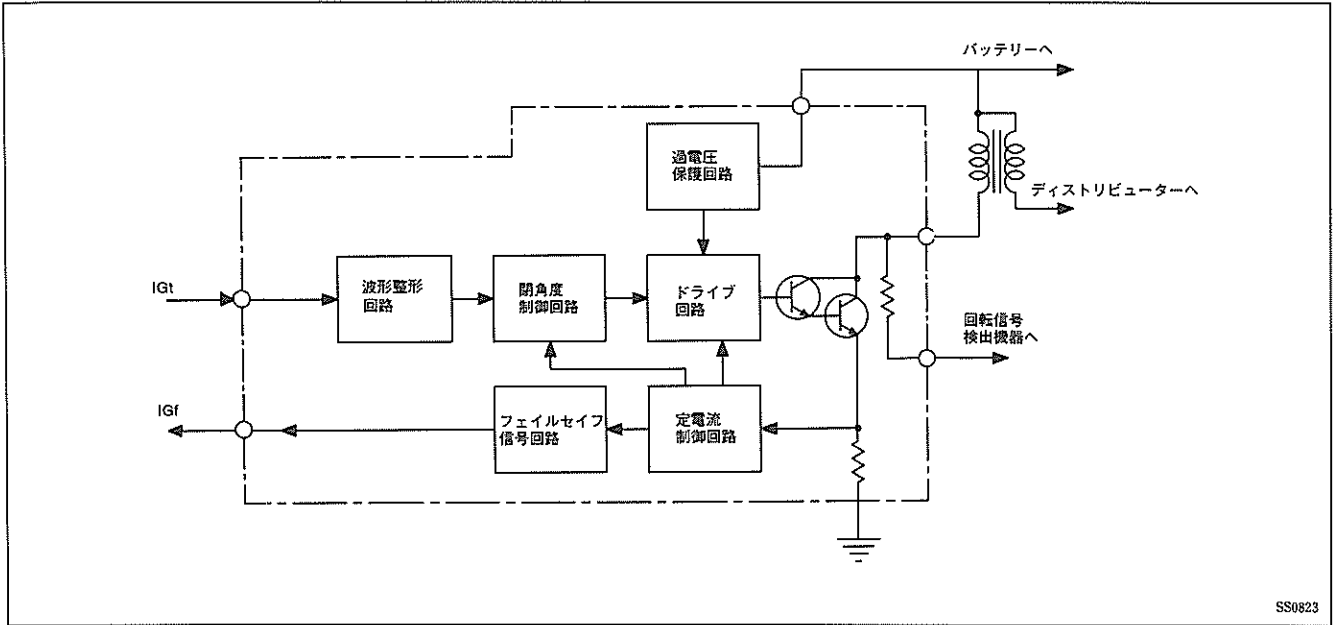 バッテリーへ
過電圧
保護回路
ディストリビューターへ
IGt
波形整形
回路
閉角度
制御回路
ドライブ
回路
回転信号
検出機器へ
IGf
フェイルセイフ
信号回路
定電流
制御回路
SS0823